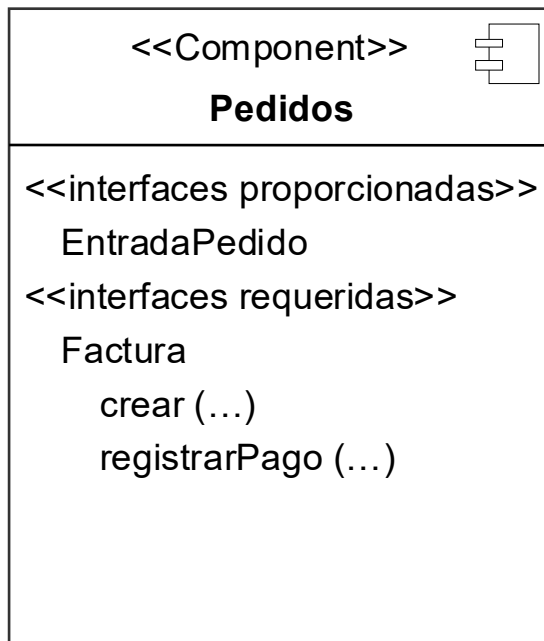 <<Component>>
Pedidos
<<interfaces proporcionadas>>
EntradaPedido
<<interfaces requeridas>>
Factura
crear (…)
registrarPago (…)